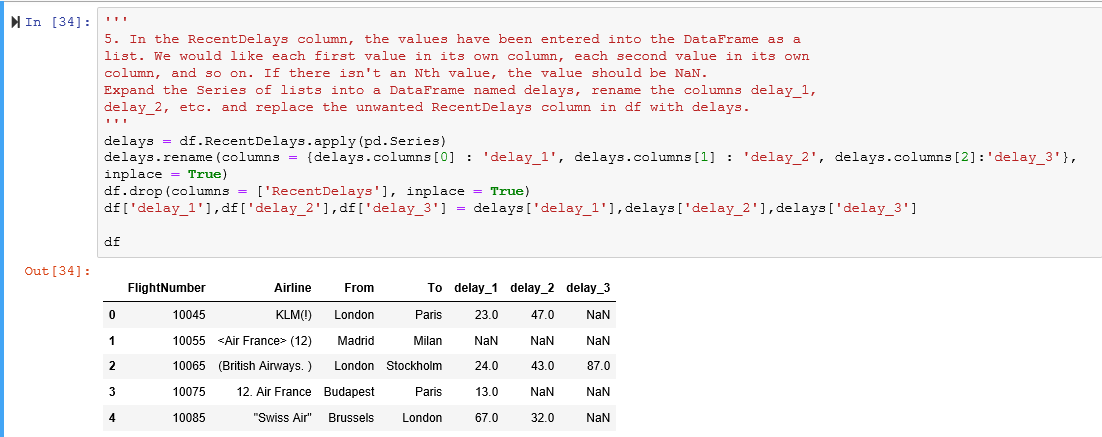 In [34]:
'''
5. In the RecentDelays column, the values have been entered into the DataFrame as a
list. We would like each first value in its own column, each second value in its own
column, and so on. If there isn't an Nth value, the value should be NaN.
Expand the Series of lists into a DataFrame named delays, rename the columns delay_1,
delay_2, etc. and replace the unwanted RecentDelays column in df with delays.
'''
delays = df.RecentDelays.apply(pd.Series)
delays.rename(columns = {delays.columns[0] : 'delay_1', delays.columns[1] : 'delay_2', delays.columns[2]:'delay_3'},
inplace = True)
df.drop(columns = ['RecentDelays'], inplace = True)
df['delay_1'],df['delay_2'],df['delay_3'] = delays['delay_1'],delays['delay_2'],delays['delay_3']
df
Out[34]:
FlightNumber Airline From To delay_1 delay_2 delay_3
0 10045 KLM(!) London Paris 23.0 47.0 NaN
1 10055 <Air France> (12) Madrid Milan NaN NaN NaN
2 10065 (British Airways. ) London Stockholm 24.0 43.0 87.0
3 10075 12. Air France Budapest Paris 13.0 NaN NaN
4 10085 "Swiss Air" Brussels London 67.0 32.0 NaN